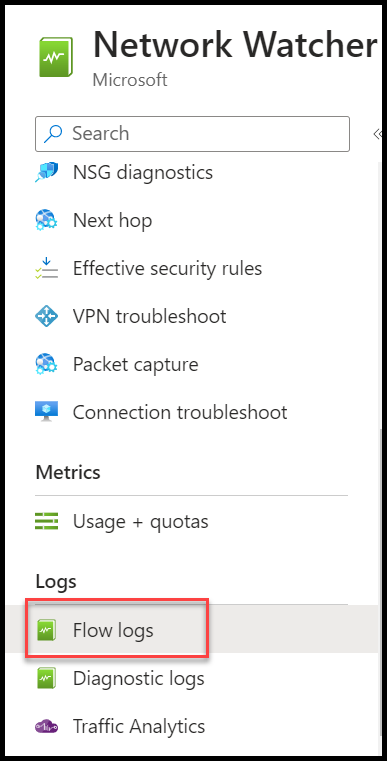 Network Watcher
Microsoft
Search
NSG diagnostics
Next hop
Effective security rules
VPN troubleshoot
Packet capture
Connection troubleshoot
Metrics
Usage + quotas
Logs
Flow logs
Diagnostic logs
Traffic Analytics